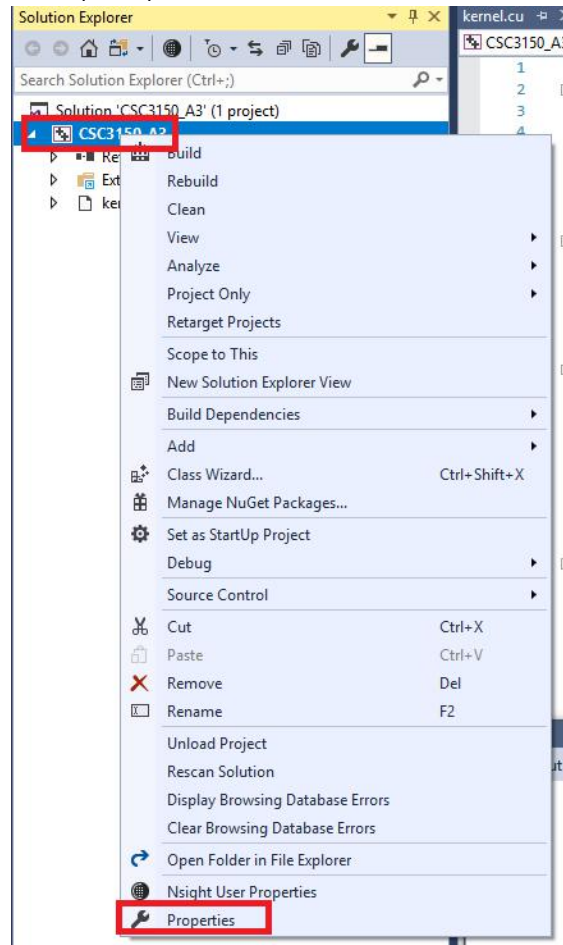 Solution Explorer
kernel.cu
CSC3150_A
Search Solution Explorer (Ctrl+;)
1
2
3
4
Solution 'CSC3150_A3' (1 project)
CSC3150_A3
Re
Ext
ke
Build
Rebuild
Clean
View
Analyze
Project Only
Retarget Projects
Scope to This
New Solution Explorer View
Build Dependencies
Add
Class Wizard... Ctrl+Shift+X
Manage NuGet Packages...
Set as StartUp Project
Debug
Source Control
Cut Ctrl+X
Paste Ctrl+V
Remove Del
Rename F2
Unload Project
Rescan Solution
Display Browsing Database Errors
Clear Browsing Database Errors
Open Folder in File Explorer
Nsight User Properties
Properties